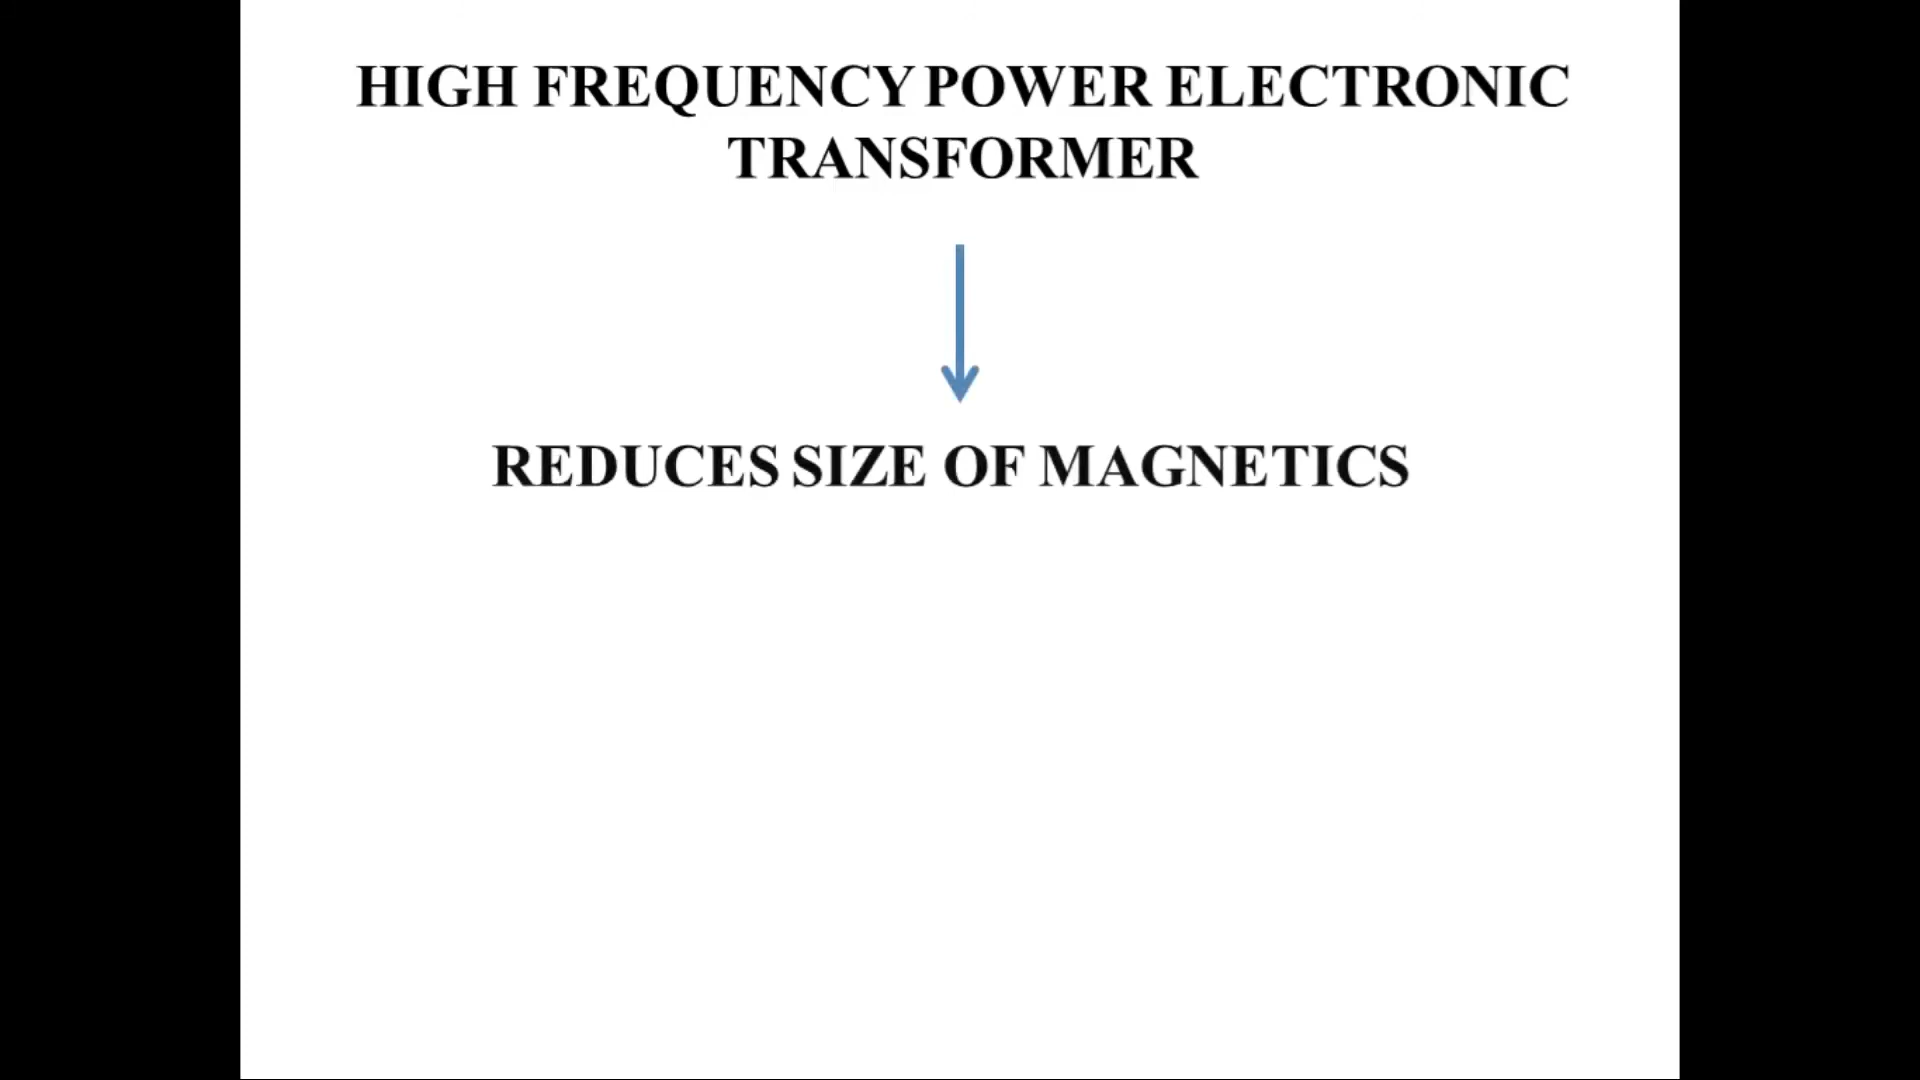 HIGH FREQUENCY POWER ELECTRONIC
TRANSFORMER
REDUCES SIZE OF MAGNETICS